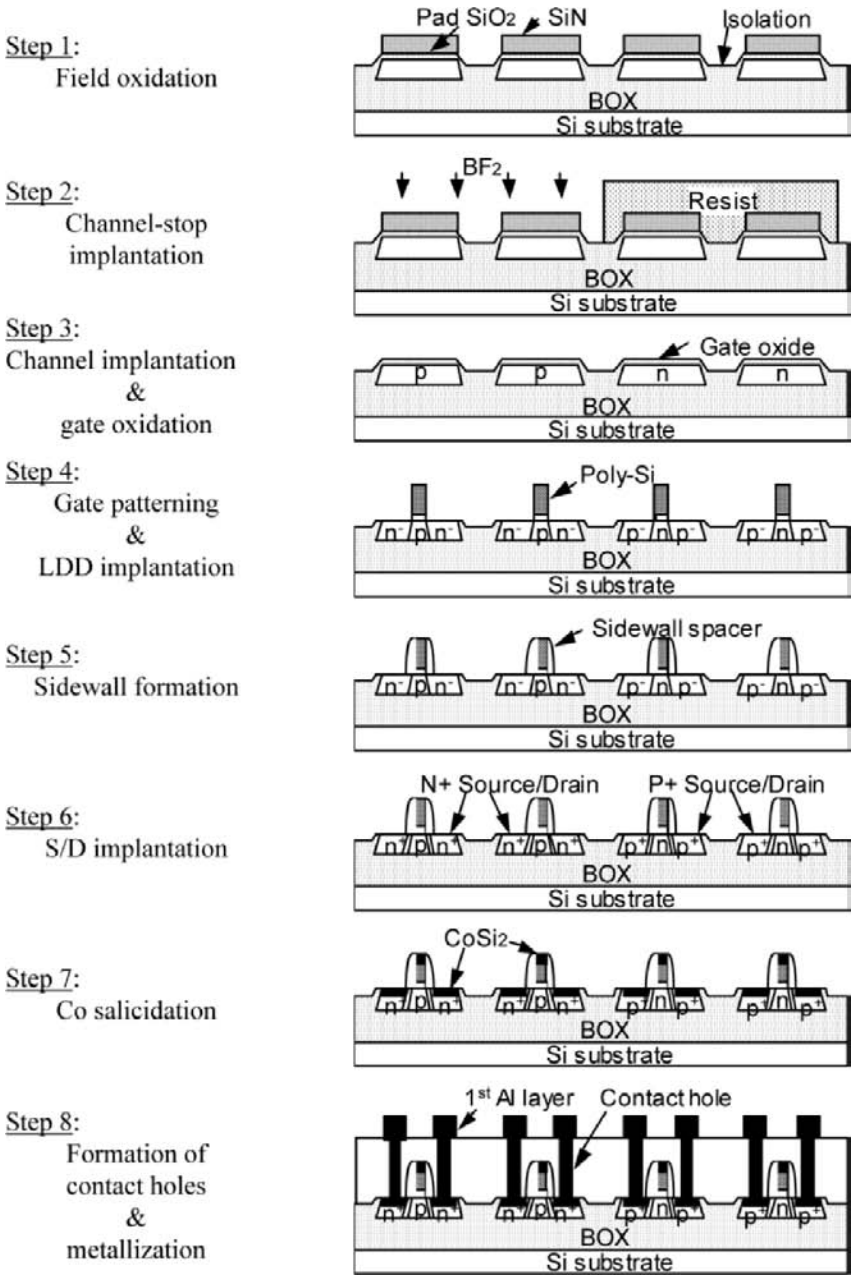 Step 1:
Field oxidation
Pad SiO2 SiN Isolation
BOX
Si substrate
Step 2:
Channel-stop
implantation
BF2
Resist
BOX
Si substrate
Step 3:
Channel implantation
&
gate oxidation
Gate oxide
p p n n
BOX
Si substrate
Step 4:
Gate patterning
&
LDD implantation
Poly-Si
n- p n- n- p n- p- n p- p- n p-
BOX
Si substrate
Step 5:
Sidewall formation
Sidewall spacer
n- p n- n- p n- p- n p- p- n p-
BOX
Si substrate
Step 6:
S/D implantation
N+ Source/Drain P+ Source/Drain
n+ p n+ n+ p n+ p+ n p+ p+ n p+
BOX
Si substrate
Step 7:
Co salicidation
CoSi2
n+ p n+ n+ p n+ p+ n p+ p+ n p+
BOX
Si substrate
Step 8:
Formation of
contact holes
&
metallization
1st Al layer Contact hole
n+ p n+ n+ p n+ p+ n p+ p+ n p+
BOX
Si substrate